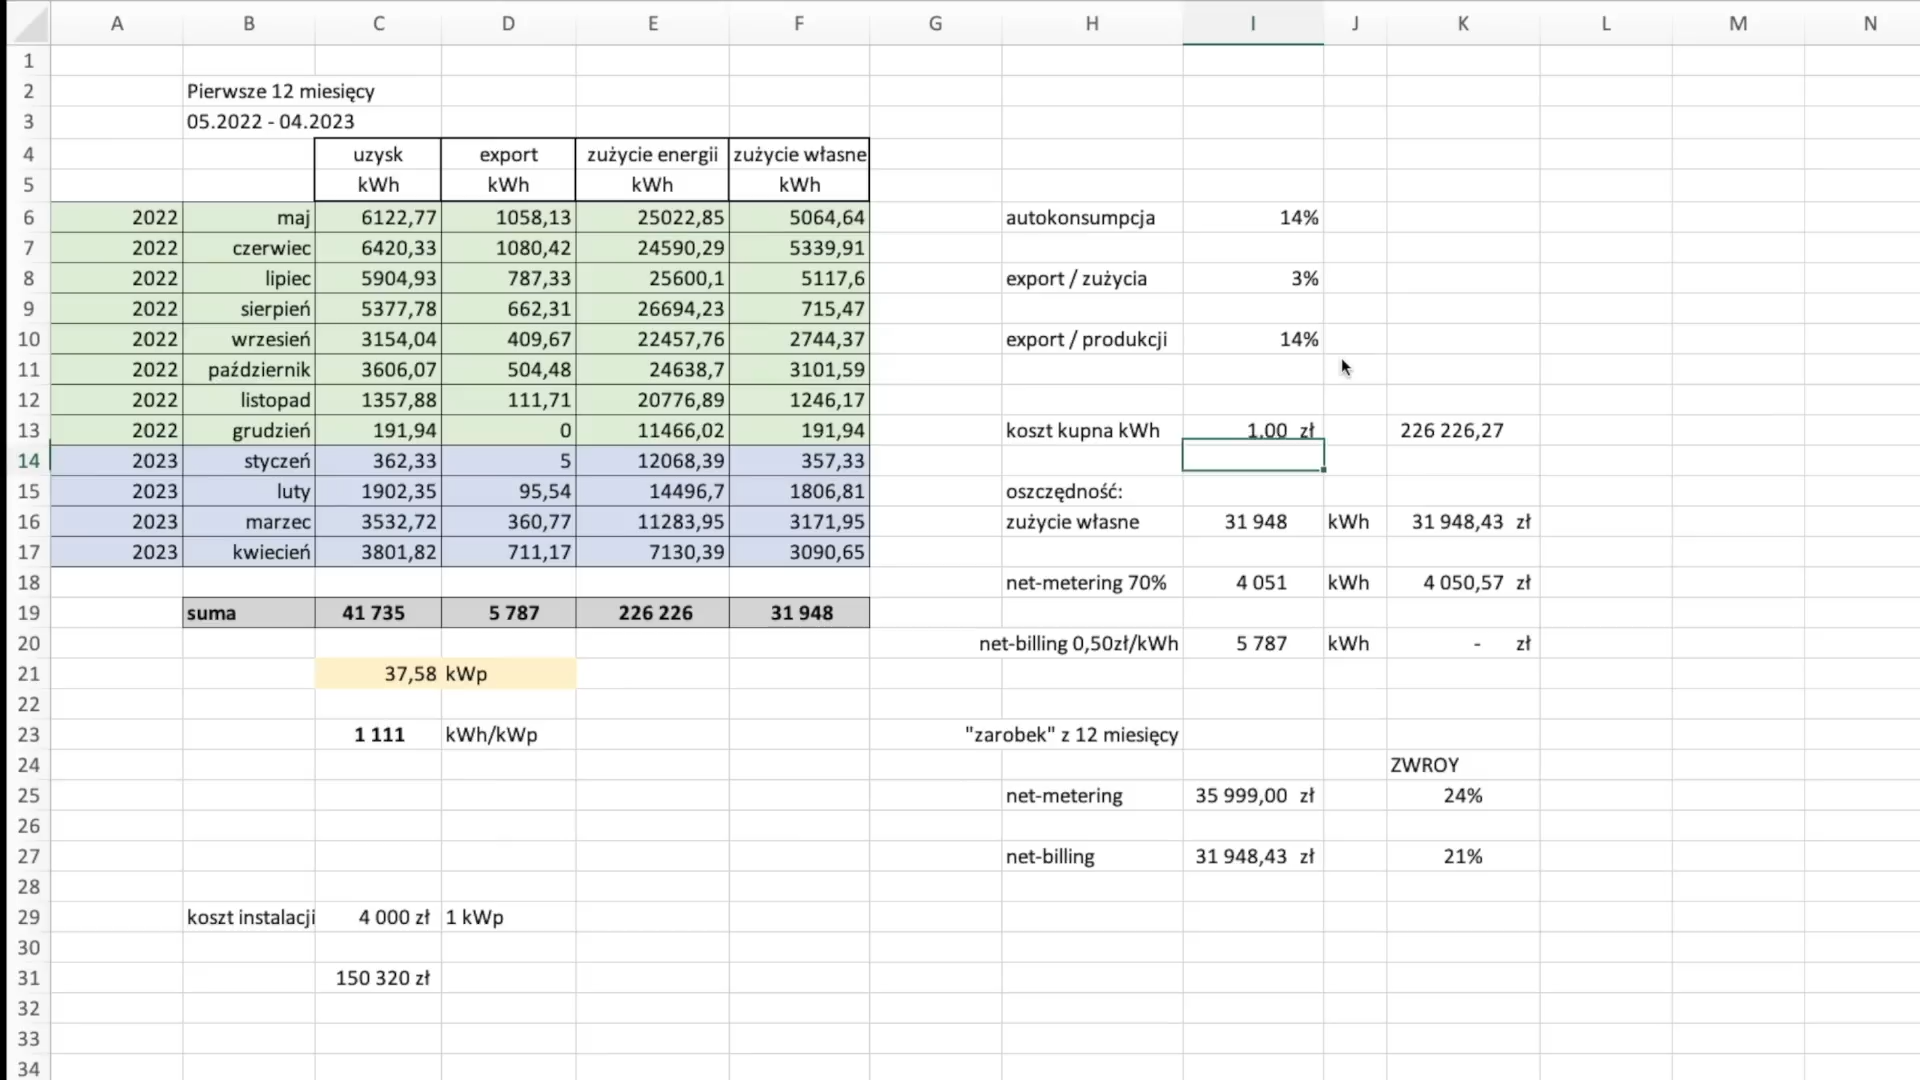 A B C D E F G H I J K L M N
1
2 Pierwsze 12 miesięcy
3 05.2022 - 04.2023
4 uzysk export zużycie energii zużycie własne
5 kWh kWh kWh kWh
6 2022 maj 6122,77 1058,13 25022,85 5064,64 autokonsumpcja 14%
7 2022 czerwiec 6420,33 1080,42 24590,29 5339,91
8 2022 lipiec 5904,93 787,33 25600,1 5117,6 export / zużycia 3%
9 2022 sierpień 5377,78 662,31 26694,23 715,47
10 2022 wrzesień 3154,04 409,67 22457,76 2744,37 export / produkcji 14%
11 2022 październik 3606,07 504,48 24638,7 3101,59
12 2022 listopad 1357,88 111,71 20776,89 1246,17
13 2022 grudzień 191,94 0 11466,02 191,94 koszt kupna kWh 1,00 zł 226 226,27
14 2023 styczeń 362,33 5 12068,39 357,33
15 2023 luty 1902,35 95,54 14496,7 1806,81 oszczędność:
16 2023 marzec 3532,72 360,77 11283,95 3171,95 zużycie własne 31 948 kWh 31 948,43 zł
17 2023 kwiecień 3801,82 711,17 7130,39 3090,65
18 net-metering 70% 4 051 kWh 4 050,57 zł
19 suma 41 735 5 787 226 226 31 948
20 net-billing 0,50zł/kWh 5 787 kWh - zł
21 37,58 kWp
22
23 1 111 kWh/kWp "zarobek" z 12 miesięcy
24 ZWROY
25 net-metering 35 999,00 zł 24%
26
27 net-billing 31 948,43 zł 21%
28
29 koszt instalacji 4 000 zł 1 kWp
30
31 150 320 zł
32
33
34